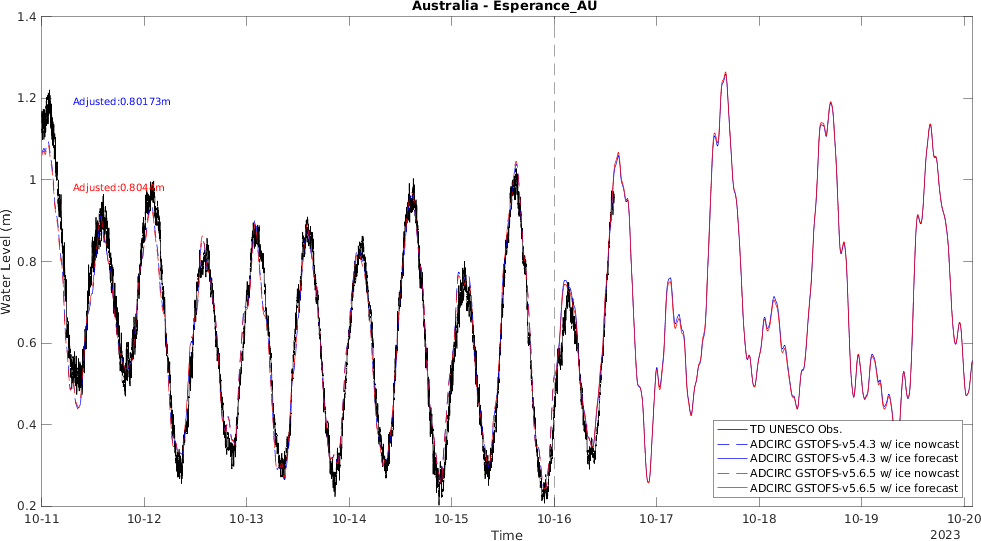 Australia - Esperance_AU
1.4
1.2
1
0.8
0.6
0.4
0.2
Water Level (m)
Adjusted:0.80173m
TD UNESCO Obs.
ADCIRC GSTOFS-v5.4.3 w/ ice nowcast
ADCIRC GSTOFS-v5.4.3 w/ ice forecast
ADCIRC GSTOFS-v5.6.5 w/ ice nowcast
ADCIRC GSTOFS-v5.6.5 w/ ice forecast
10-11 10-12 10-13 10-14 10-15 10-16 10-17 10-18 10-19 10-20
2023
Time